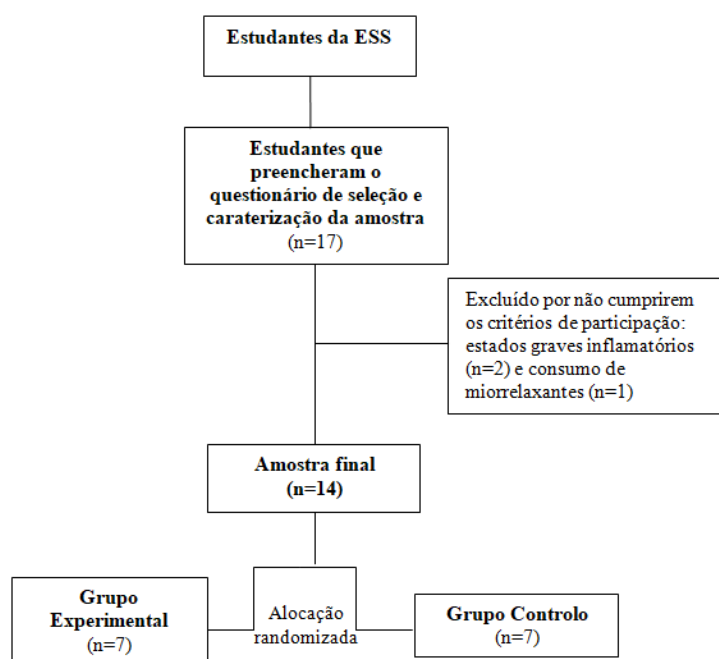 Estudantes da ESS
Estudantes que
preencheram o
questionário de seleção e
caraterização da amostra
(n=17)
Excluído por não cumprirem
os critérios de participação:
estados graves inflamatórios
(n=2) e consumo de
miorrelaxantes (n=1)
Amostra final
(n=14)
Grupo
Experimental
(n=7)
Alocação
randomizada
Grupo Controlo
(n=7)